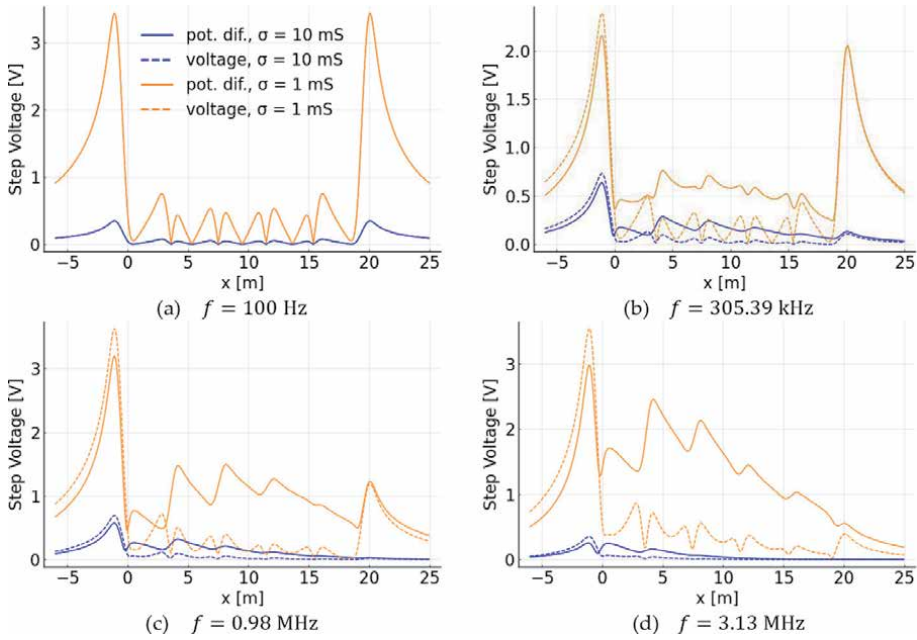 3
2
1
0
Step Voltage [V]
pot. dif., σ = 10 mS
voltage, σ = 10 mS
pot. dif., σ = 1 mS
voltage, σ = 1 mS
−5 0 5 10 15 20 25
x [m]
(a) f = 100 Hz
2.0
1.5
1.0
0.5
0.0
Step Voltage [V]
−5 0 5 10 15 20 25
x [m]
(b) f = 305.39 kHz
3
2
1
0
Step Voltage [V]
−5 0 5 10 15 20 25
x [m]
(c) f = 0.98 MHz
3
2
1
0
Step Voltage [V]
−5 0 5 10 15 20 25
x [m]
(d) f = 3.13 MHz